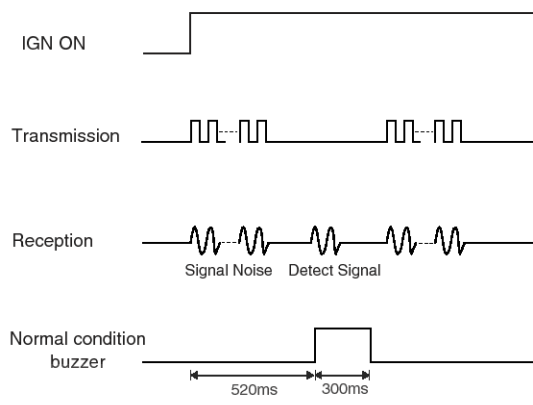 IGN ON
Transmission
Reception
Signal Noise Detect Signal
Normal condition
buzzer
520ms 300ms